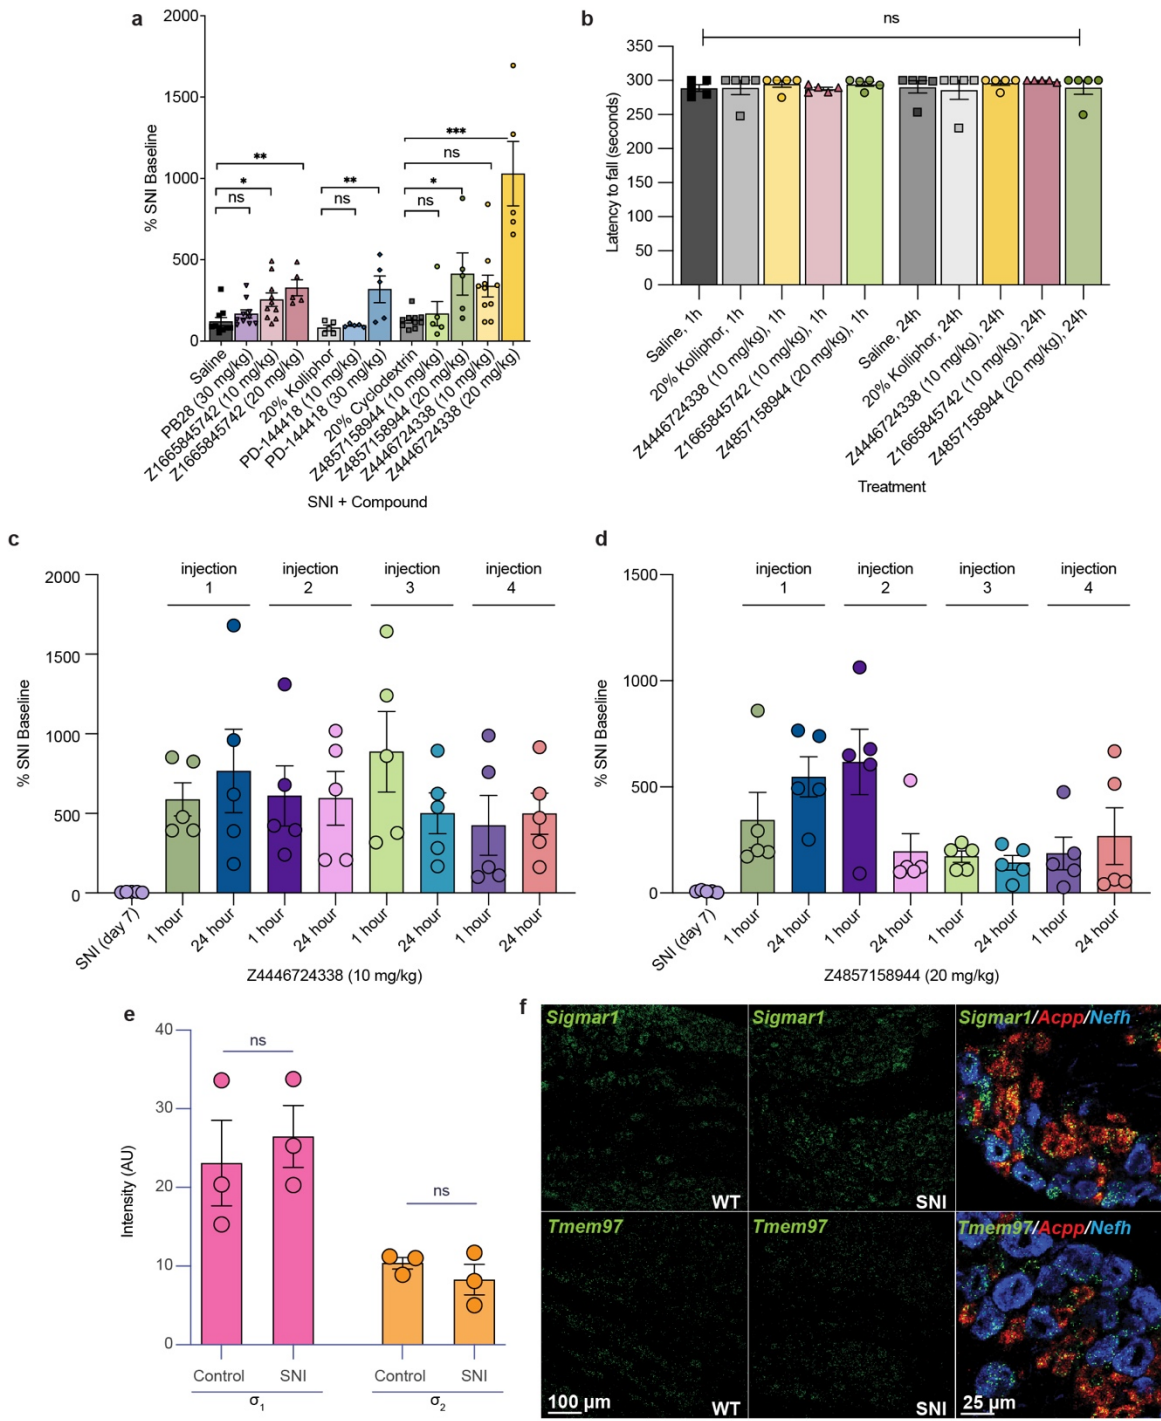 a
% SNI Baseline
2000
1500
1000
500
0
ns
*
**
ns
**
ns
*
ns
***
Saline
PB28 (30 mg/kg)
Z1665845742 (10 mg/kg)
Z1665845742 (20 mg/kg)
20% Kolliphor
PD-144418 (10 mg/kg)
PD-144418 (30 mg/kg)
20% Cyclodextrin
Z4857158944 (10 mg/kg)
Z4857158944 (20 mg/kg)
Z4446724338 (10 mg/kg)
Z4446724338 (20 mg/kg)
SNI + Compound
b
ns
Latency to fall (seconds)
350
300
250
200
150
100
50
0
Saline, 1h
20% Kolliphor, 1h
Z4446724338 (10 mg/kg), 1h
Z1665845742 (10 mg/kg), 1h
Z4857158944 (20 mg/kg), 1h
Saline, 24h
20% Kolliphor, 24h
Z4446724338 (10 mg/kg), 24h
Z1665845742 (10 mg/kg), 24h
Z4857158944 (20 mg/kg), 24h
Treatment
c
% SNI Baseline
2000
1500
1000
500
0
injection
1
injection
2
injection
3
injection
4
SNI (day 7)
1 hour
24 hour
1 hour
24 hour
1 hour
24 hour
1 hour
24 hour
Z4446724338 (10 mg/kg)
d
% SNI Baseline
1500
1000
500
0
injection
1
injection
2
injection
3
injection
4
SNI (day 7)
1 hour
24 hour
1 hour
24 hour
1 hour
24 hour
1 hour
24 hour
Z4857158944 (20 mg/kg)
e
Intensity (AU)
40
30
20
10
0
ns
ns
Control
SNI
Control
SNI
σ1
σ2
f
Sigmar1
WT
Sigmar1
SNI
Sigmar1/Acpp/Nefh
Tmem97
100 µm
WT
Tmem97
SNI
Tmem97/Acpp/Nefh
25 µm